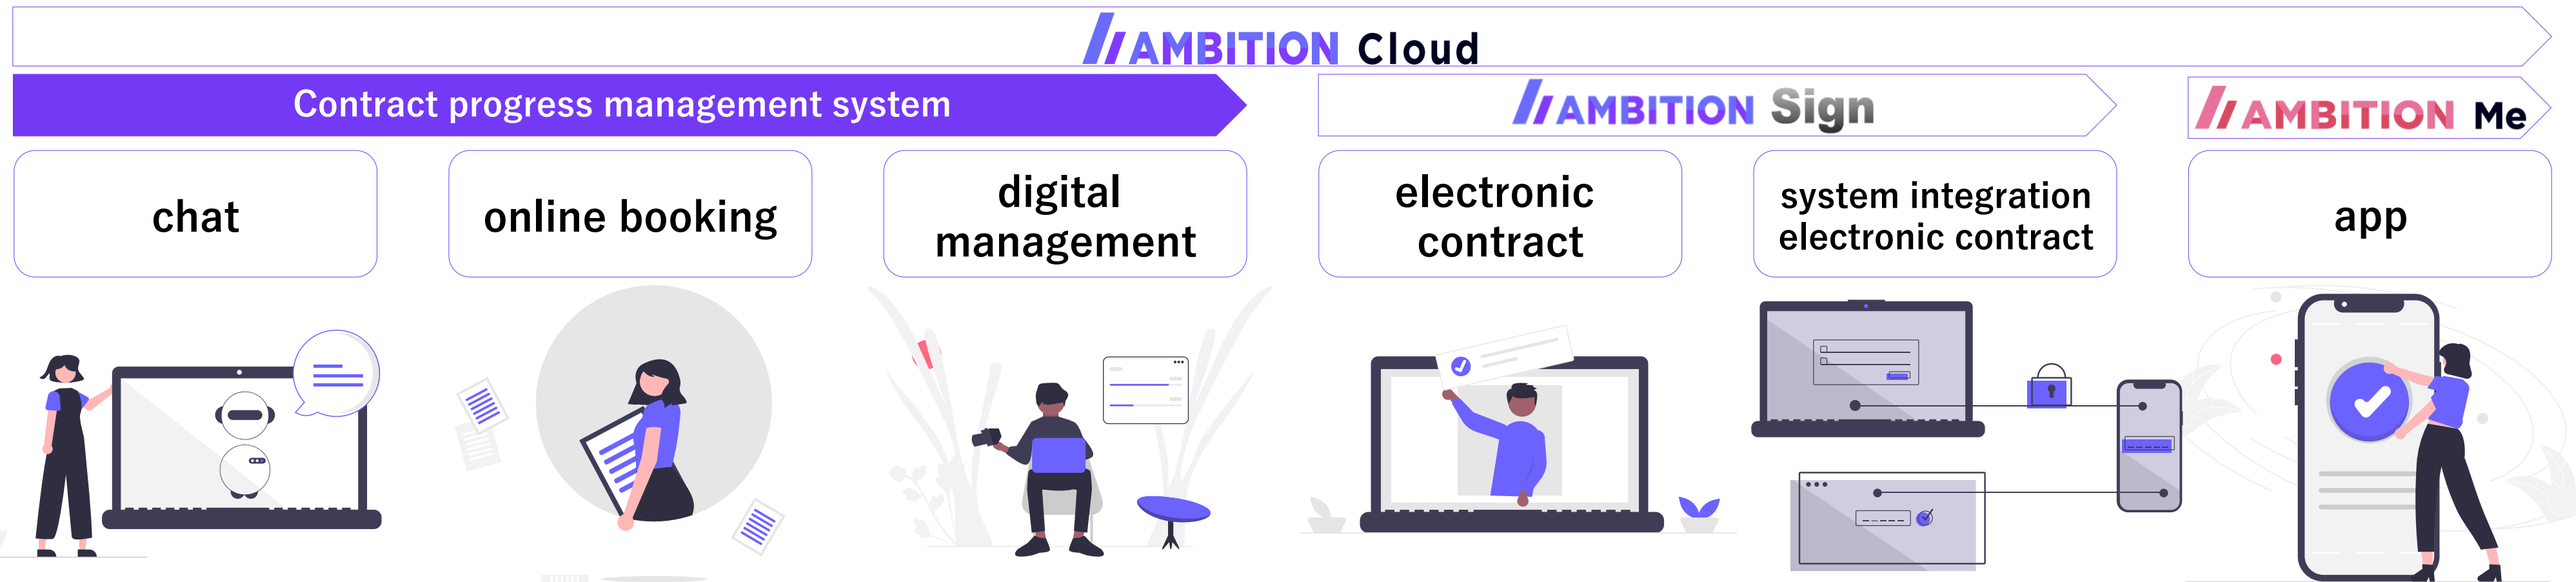 AMBITION Cloud
Contract progress management system
AMBITION Sign
AMBITION Me
chat
online booking
digital
management
electronic
contract
system integration
electronic contract
app